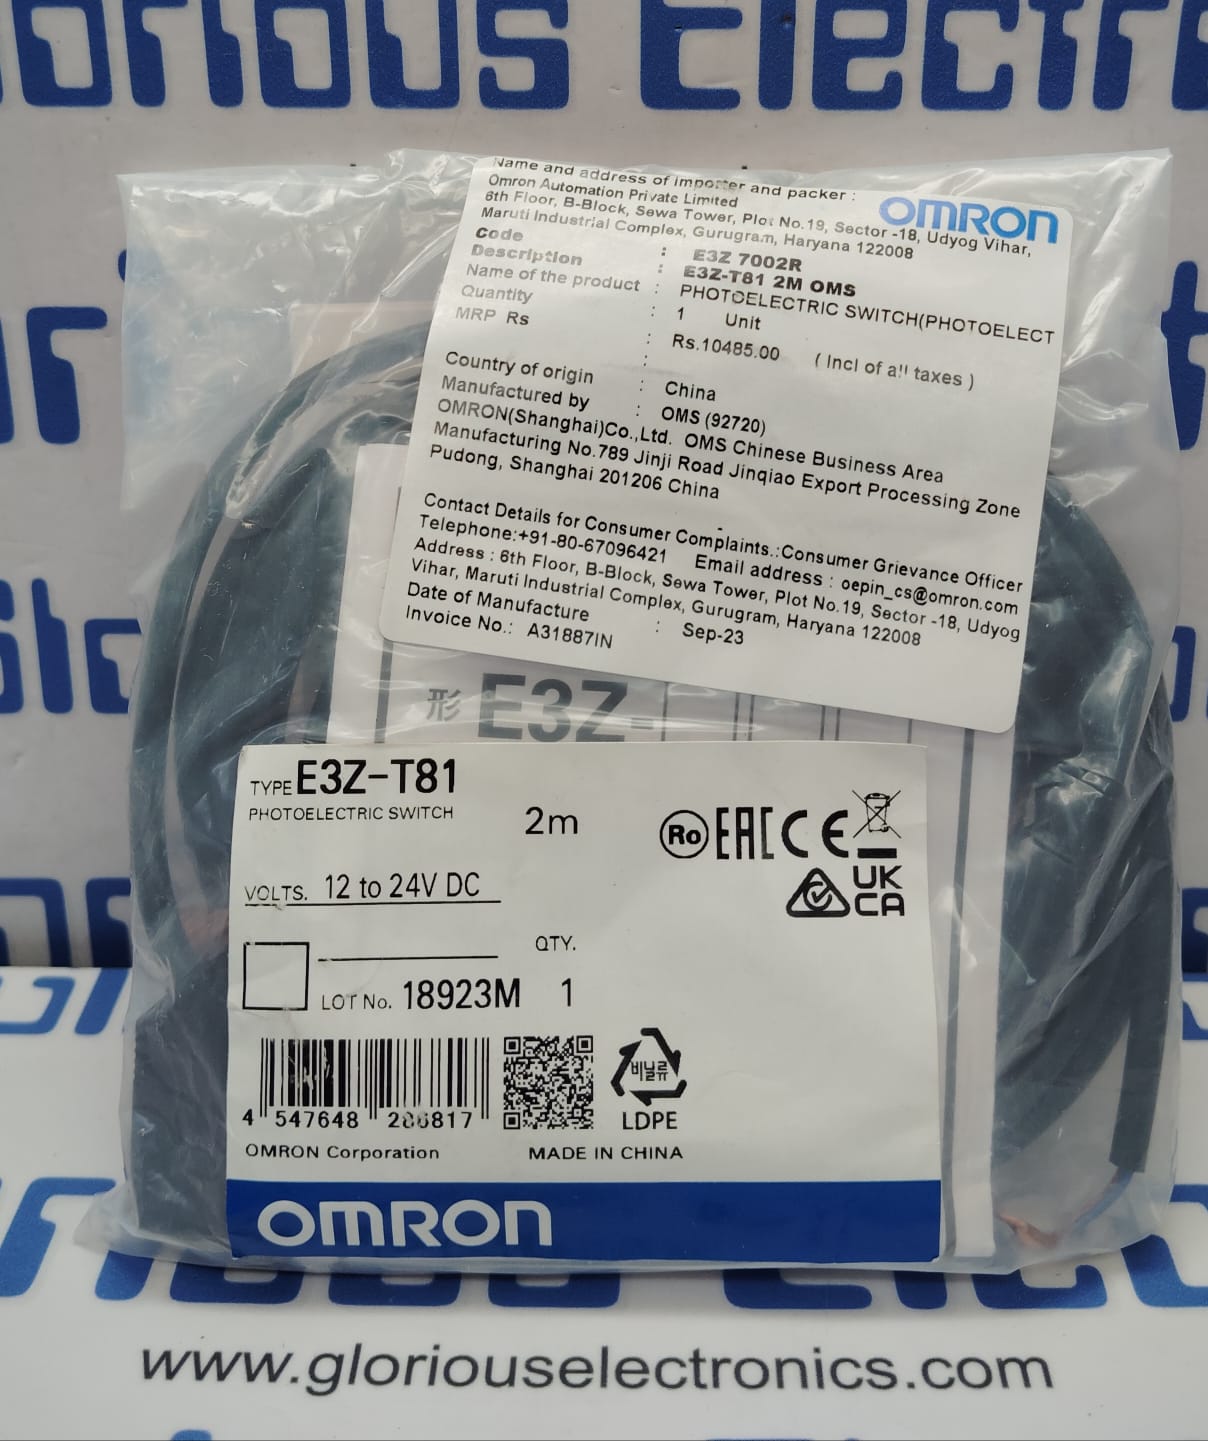 Glorious Electro
Name and address of importer and packer :
Omron Automation Private Limited
OMRON
6th Floor, B-Block, Sewa Tower, Plot No.19, Sector -18, Udyog Vihar,
Maruti Industrial Complex, Gurugram, Haryana 122008
Code : E3Z 7002R
Description : E3Z-T81 2M OMS
Name of the product : PHOTOELECTRIC SWITCH(PHOTOELECT
Quantity : 1 Unit
MRP Rs : Rs.10485.00 ( Incl of all taxes )
Country of origin : China
Manufactured by : OMS (92720)
OMRON(Shanghai)Co.,Ltd. OMS Chinese Business Area
Manufacturing No.789 Jinji Road Jinqiao Export Processing Zone
Pudong, Shanghai 201206 China
Contact Details for Consumer Complaints.:Consumer Grievance Officer
Telephone:+91-80-67096421 Email address : oepin_cs@omron.com
Address : 6th Floor, B-Block, Sewa Tower, Plot No.19, Sector -18, Udyog
Vihar, Maruti Industrial Complex, Gurugram, Haryana 122008
Date of Manufacture : Sep-23
Invoice No.: A31887IN
形 E3Z-
TYPE E3Z-T81
PHOTOELECTRIC SWITCH
2m
Ro EAC CE
UK
CA
VOLTS. 12 to 24V DC
QTY.
LOT No. 18923M 1
비닐류
LDPE
4 547648 286817
OMRON Corporation MADE IN CHINA
OMRON
www.gloriouselectronics.com